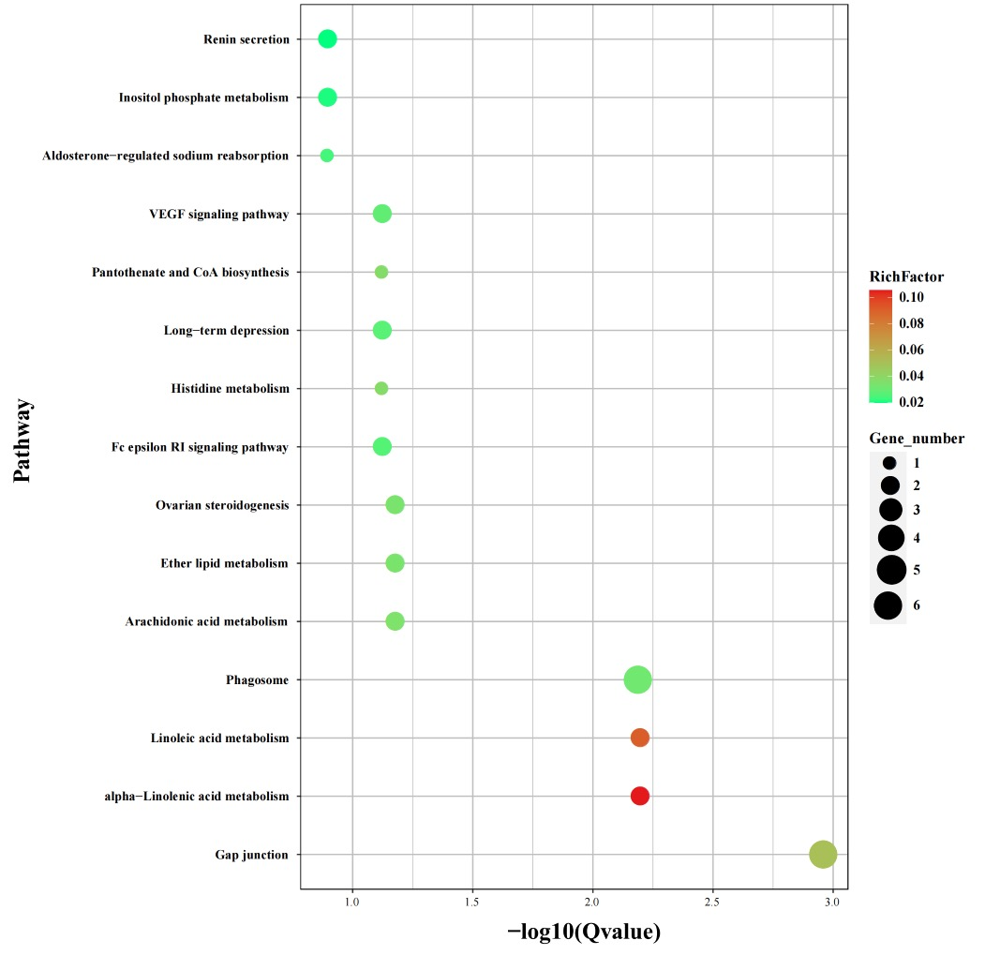 Renin secretion
Inositol phosphate metabolism
Aldosterone−regulated sodium reabsorption
VEGF signaling pathway
Pantothenate and CoA biosynthesis
Long−term depression
Histidine metabolism
Fc epsilon RI signaling pathway
Ovarian steroidogenesis
Ether lipid metabolism
Arachidonic acid metabolism
Phagosome
Linoleic acid metabolism
alpha−Linolenic acid metabolism
Gap junction
Pathway
1.0 1.5 2.0 2.5 3.0
−log10(Qvalue)
RichFactor
0.10
0.08
0.06
0.04
0.02
Gene_number
1
2
3
4
5
6